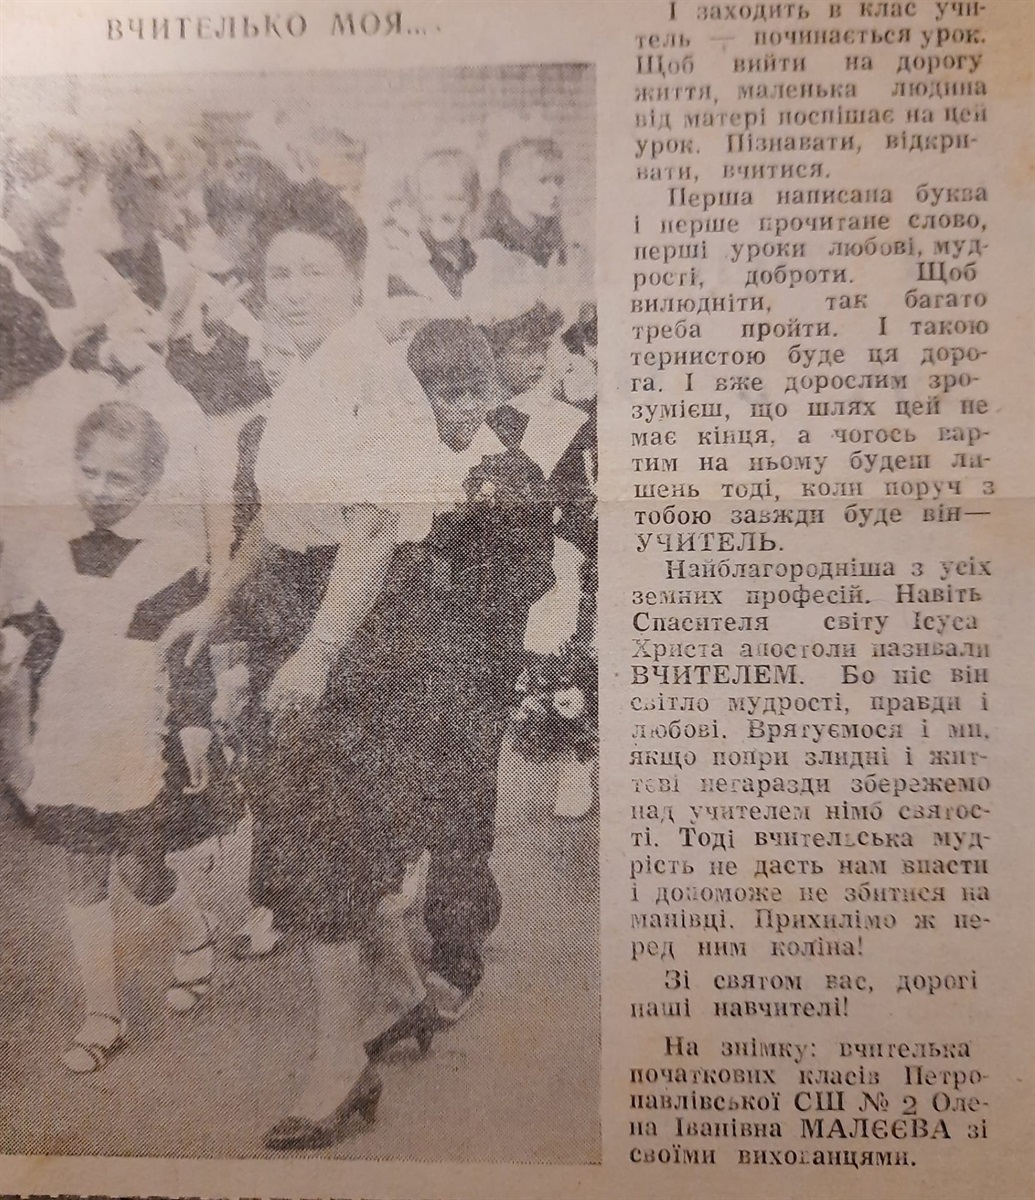 ВЧИТЕЛЬКО МОЯ....
І заходить в клас учи-
тель — починається урок.
Щоб вийти на дорогу
життя, маленька людина
від матері поспішає на цей
урок. Пізнавати, відкри-
вати, вчитися.
Перша написана буква
і перше прочитане слово,
перші уроки любові, муд-
рості, доброти. Щоб
вилюдніти, так багато
треба пройти. І такою
тернистою буде ця доро-
га. І вже дорослим зро-
зумієш, що шлях цей не
має кінця, а чогось вар-
тим на ньому будеш ли-
шень тоді, коли поруч з
тобою завжди буде він—
УЧИТЕЛЬ.
Найблагородніша з усіх
земних професій. Навіть
Спасителя світу Ісуса
Христа апостоли називали
ВЧИТЕЛЕМ. Бо ніс він
світло мудрості, правди і
любові. Врятуємося і ми,
якщо попри злидні і жит-
тєві негаразди збережемо
над учителем німб святос-
ті. Тоді вчительська муд-
рість не дасть нам впасти
і допоможе не збитися на
манівці. Прихилімо ж пе-
ред ним коліна!
Зі святом вас, дорогі
наші навчителі!
На знімку: вчителька
початкових класів Петро-
павлівської СШ № 2 Оле-
на Іванівна МАЛЄЄВА зі
своїми вихованцями.